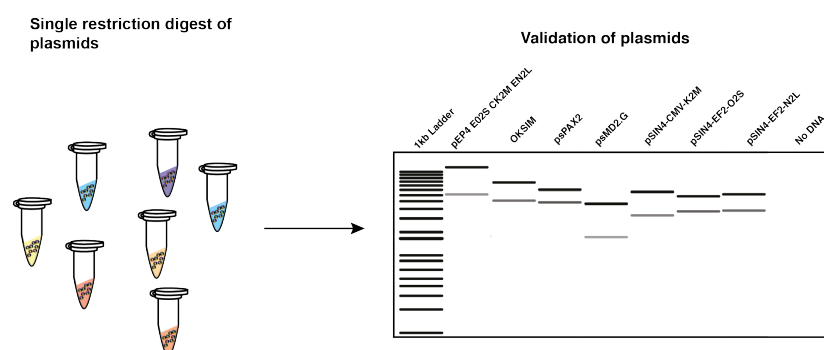 Single restriction digest of
plasmids
Validation of plasmids
1kb Ladder
pEP4 E02S CK2M EN2L
OKSIM
psPAX2
psMD2.G
pSIN4-CMV-K2M
pSIN4-EF2-O2S
pSIN4-EF2-N2L
No DNA